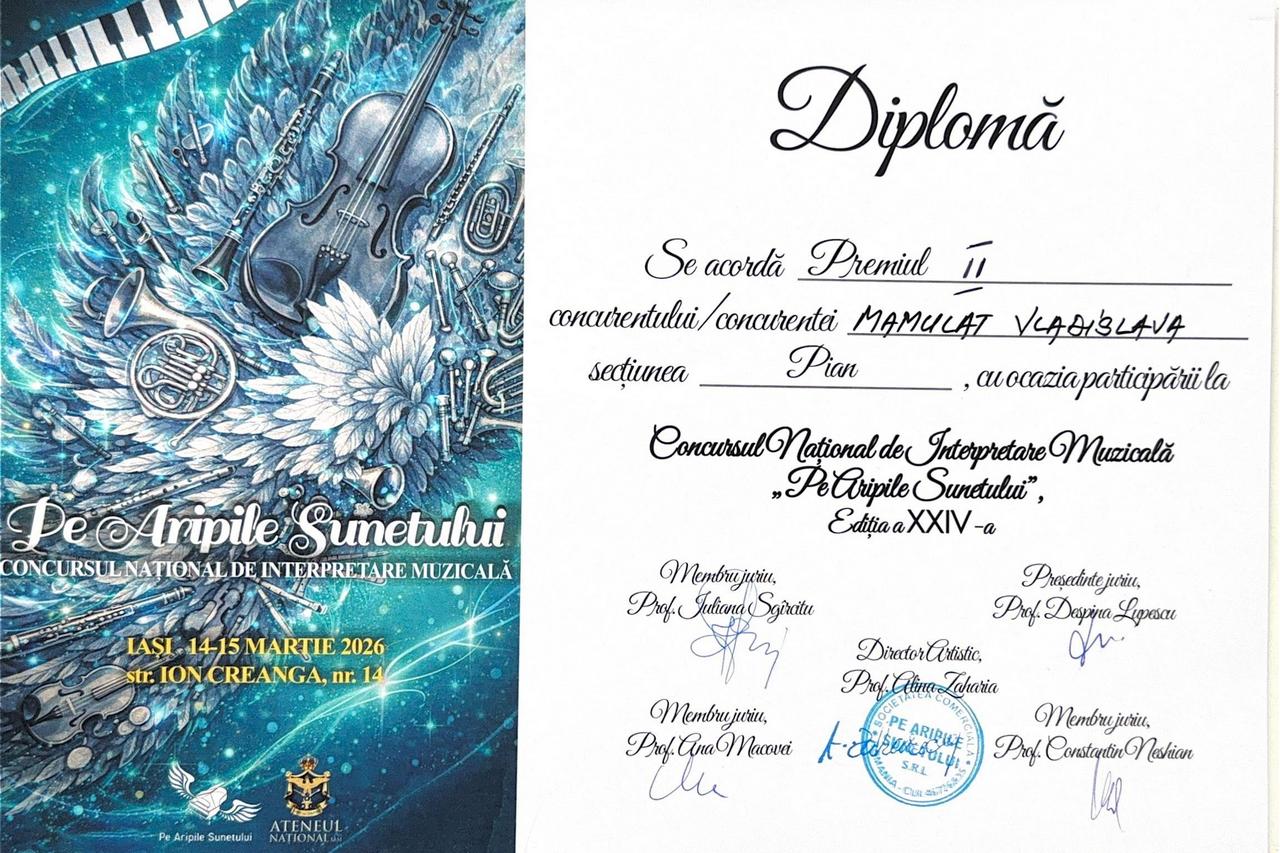 Pe Aripile Sunetului
CONCURSUL NAȚIONAL DE INTERPRETARE MUZICALĂ
IAȘI - 14-15 MARTIE 2026
str. ION CREANGA, nr. 14
Pe Aripile Sunetului
ATENEUL
NAȚIONAL
Diplomă
Se acordă Premiul II
concurentului/concurentei MAMULAT VLADISLAVA
secțiunea Pian, cu ocazia participării la
Concursul Național de Interpretare Muzicală
„Pe Aripile Sunetului”,
Ediția a XXIV-a
Membru juriu,
Prof. Iuliana Sgîrcitu
Președinte juriu,
Prof. Despina Lupescu
Director Artistic,
Prof. Alina Zaharia
Membru juriu,
Prof. Ana Macovei
Membru juriu,
Prof. Constantin Neshian
SOCIETATEA COMERCIALĂ
PE ARIPILE
SUNETULUI
S.R.L.
ROMANIA